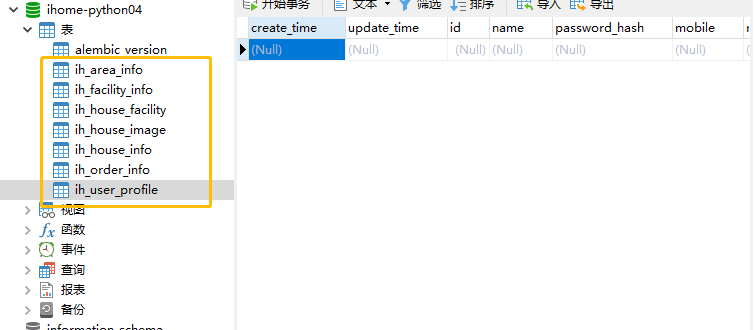 ihome-python04
表
alembic_version
ih_area_info
ih_facility_info
ih_house_facility
ih_house_image
ih_house_info
ih_order_info
ih_user_profile
视图
函数
事件
查询
报表
备份
information_schema
开始事务 文本 筛选 排序 导入 导出
create_time update_time id name password_hash mobile
(Null) (Null) (Null) (Null) (Null) (Null)